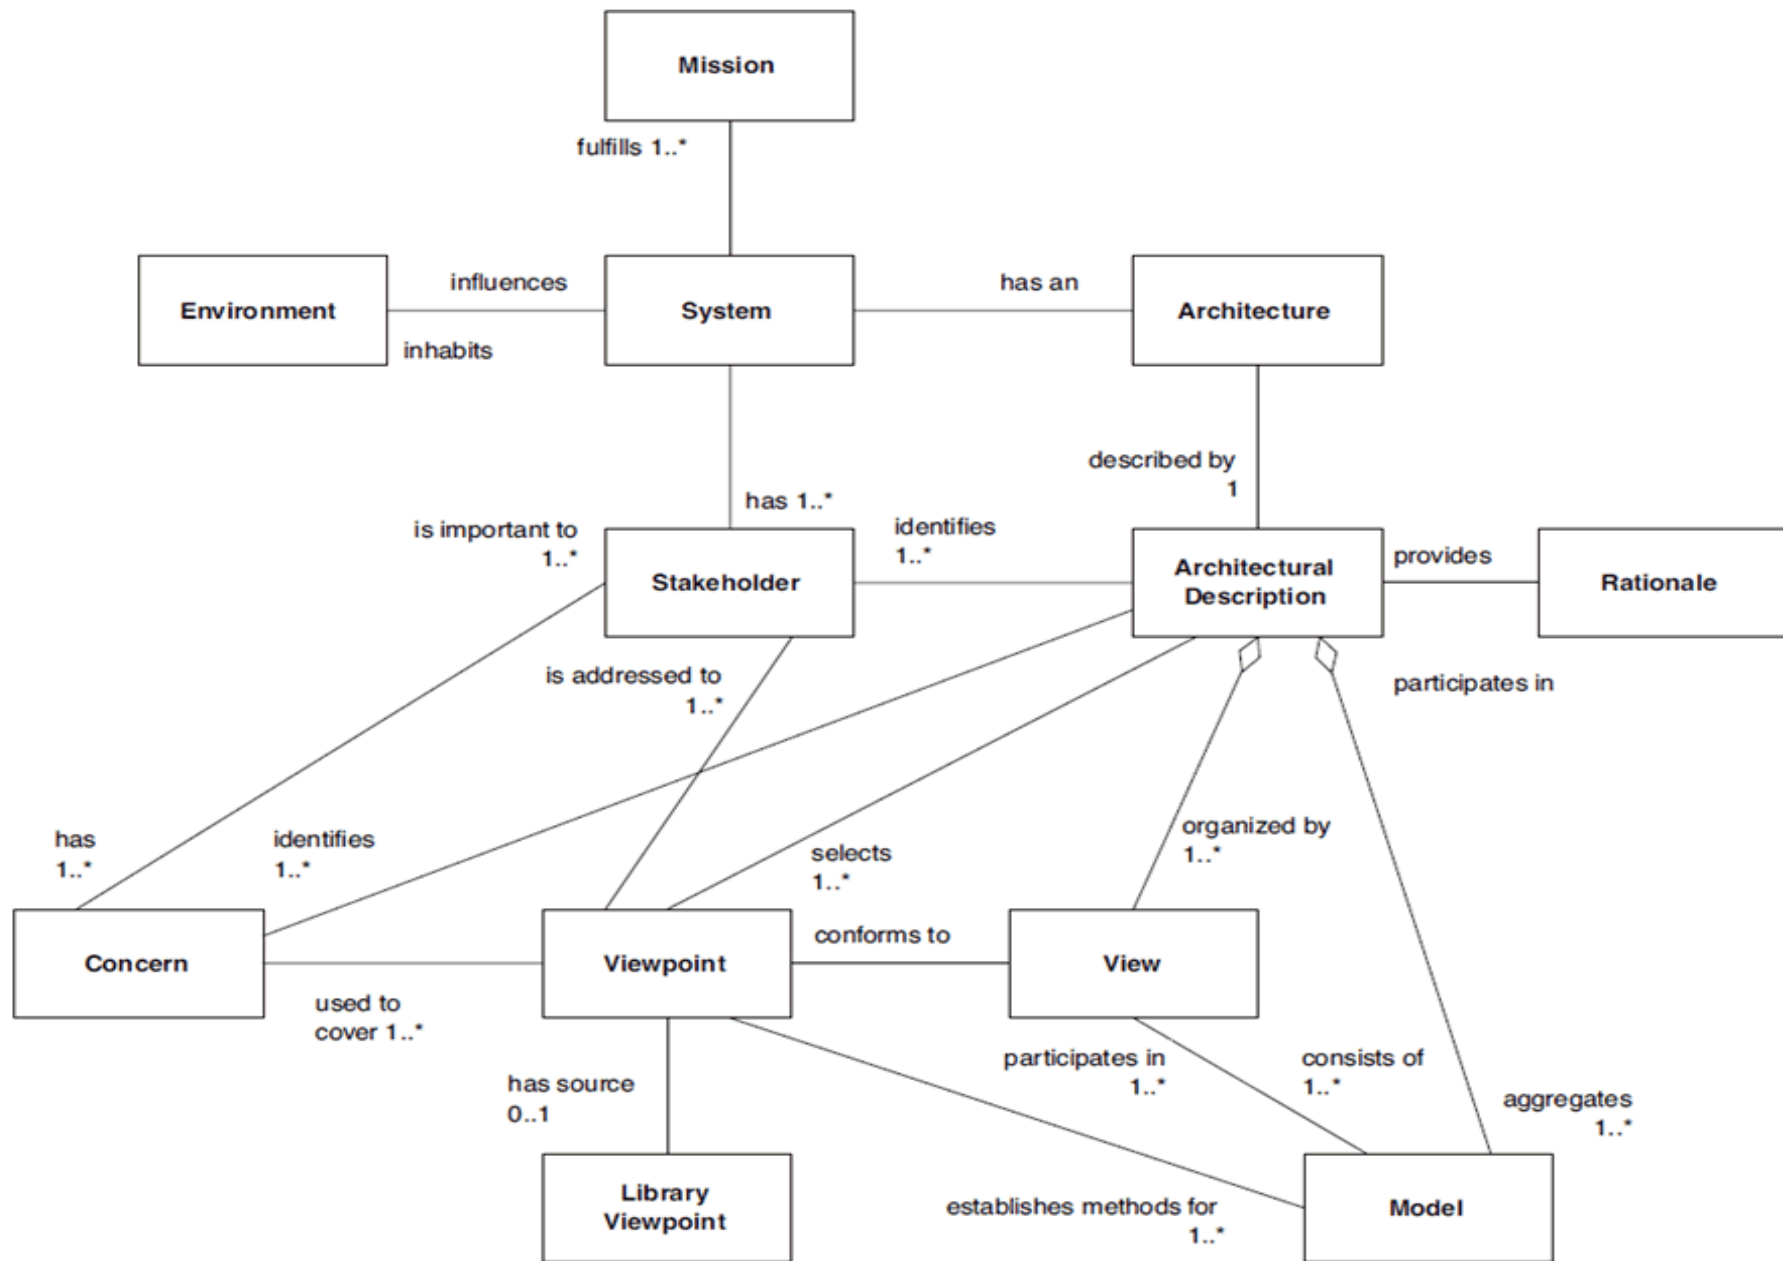 Mission
fulfills 1..*
influences
has an
Environment
System
Architecture
inhabits
described by
1
has 1..*
is important to
1..*
identifies
1..*
provides
Stakeholder
Architectural
Description
Rationale
is addressed to
1..*
participates in
has
1..*
identifies
1..*
selects
1..*
organized by
1..*
conforms to
Concern
Viewpoint
View
used to
cover 1..*
has source
0..1
participates in
1..*
consists of
1..*
aggregates
1..*
Library
Viewpoint
establishes methods for
1..*
Model